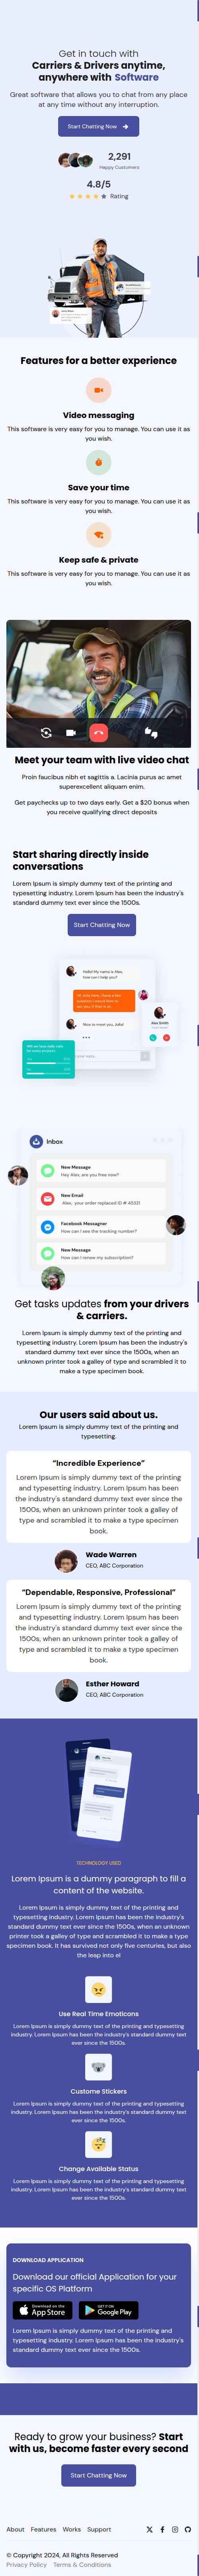 Get in touch with
Carriers & Drivers anytime,
anywhere with Software
Great software that allows you to chat from any place
at any time without any interruption.
Start Chatting Now
2,291
Happy Customers
4.8/5
Rating
Features for a better experience
Video messaging
This software is very easy for you to manage. You can use it as
you wish.
Save your time
This software is very easy for you to manage. You can use it as
you wish.
Keep safe & private
This software is very easy for you to manage. You can use it as
you wish.
Meet your team with live video chat
Proin faucibus nibh et sagittis a. Lacinia purus ac amet
superexcellent aliquam enim.
Get paychecks up to two days early. Get a $20 bonus when
you receive qualifying direct deposits
Start sharing directly inside
conversations
Lorem Ipsum is simply dummy text of the printing and
typesetting industry. Lorem Ipsum has been the industry's
standard dummy text ever since the 1500s.
Start Chatting Now
Hello! My name is Alex,
how can I help you?
Nice to meet you, Julia!
Alex Smith
Inbox
New Message
Hey Alex, are you free now?
New Email
Alex, your order replaced ID # 45321
Facebook Messanger
How can I see the tracking number?
New Message
How can I renew my subscription?
Get tasks updates from your drivers
& carriers.
Lorem Ipsum is simply dummy text of the printing and
typesetting industry. Lorem Ipsum has been the industry's
standard dummy text ever since the 1500s, when an
unknown printer took a galley of type and scrambled it to
make a type specimen book.
Our users said about us.
Lorem Ipsum is simply dummy text of the printing and
typesetting.
"Incredible Experience"
Lorem Ipsum is simply dummy text of the printing
and typesetting industry. Lorem Ipsum has been
the industry's standard dummy text ever since the
1500s, when an unknown printer took a galley of
type and scrambled it to make a type specimen
book.
Wade Warren
CEO, ABC Corporation
"Dependable, Responsive, Professional"
Lorem Ipsum is simply dummy text of the printing
and typesetting industry. Lorem Ipsum has been
the industry's standard dummy text ever since the
1500s, when an unknown printer took a galley of
type and scrambled it to make a type specimen
book.
Esther Howard
CEO, ABC Corporation
TECHNOLOGY USED
Lorem Ipsum is a dummy paragraph to fill a
content of the website.
Lorem Ipsum is simply dummy text of the printing and
typesetting industry. Lorem Ipsum has been the industry's
standard dummy text ever since the 1500s, when an unknown
printer took a galley of type and scrambled it to make a type
specimen book. It has survived not only five centuries, but also
the leap into el
Use Real Time Emoticons
Lorem Ipsum is simply dummy text of the printing and typesetting
industry. Lorem Ipsum has been the industry's standard dummy text
ever since the 1500s.
Custome Stickers
Lorem Ipsum is simply dummy text of the printing and typesetting
industry. Lorem Ipsum has been the industry's standard dummy text
ever since the 1500s.
Change Available Status
Lorem Ipsum is simply dummy text of the printing and typesetting
industry. Lorem Ipsum has been the industry's standard dummy text
ever since the 1500s.
DOWNLOAD APPLICATION
Download our official Application for your
specific OS Platform
Download on the
App Store
GET IT ON
Google Play
Lorem Ipsum is simply dummy text of the printing and
typesetting industry. Lorem Ipsum has been the industry's
standard dummy text ever since the 1500s.
Ready to grow your business? Start
with us, become faster every second
Start Chatting Now
About Features Works Support
© Copyright 2024, All Rights Reserved
Privacy Policy Terms & Conditions